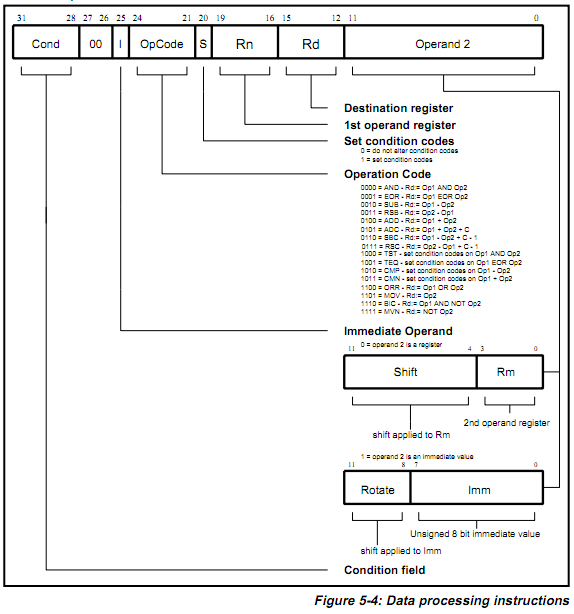 31 28 27 26 25 24 21 20 19 16 15 12 11 0
Cond 00 I OpCode S Rn Rd Operand 2
Destination register
1st operand register
Set condition codes
0 = do not alter condition codes
1 = set condition codes
Operation Code
0000 = AND - Rd:= Op1 AND Op2
0001 = EOR - Rd:= Op1 EOR Op2
0010 = SUB - Rd:= Op1 - Op2
0011 = RSB - Rd:= Op2 - Op1
0100 = ADD - Rd:= Op1 + Op2
0101 = ADC - Rd:= Op1 + Op2 + C
0110 = SBC - Rd:= Op1 - Op2 + C - 1
0111 = RSC - Rd:= Op2 - Op1 + C - 1
1000 = TST - set condition codes on Op1 AND Op2
1001 = TEQ - set condition codes on Op1 EOR Op2
1010 = CMP - set condition codes on Op1 - Op2
1011 = CMN - set condition codes on Op1 + Op2
1100 = ORR - Rd:= Op1 OR Op2
1101 = MOV - Rd:= Op2
1110 = BIC - Rd:= Op1 AND NOT Op2
1111 = MVN - Rd:= NOT Op2
Immediate Operand
0 = operand 2 is a register
11 4 3 0
Shift Rm
2nd operand register
shift applied to Rm
1 = operand 2 is an immediate value
11 8 7 0
Rotate Imm
Unsigned 8 bit immediate value
shift applied to Imm
Condition field
Figure 5-4: Data processing instructions